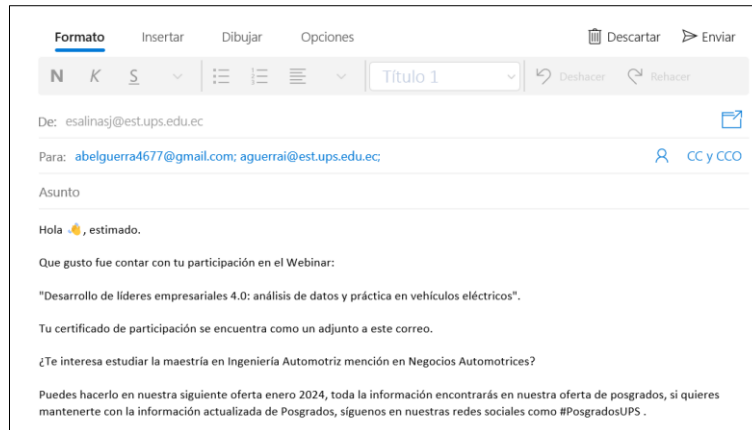 Formato Insertar Dibujar Opciones Descartar Enviar
N K S Título 1 Deshacer Rehacer
De: esalinasj@est.ups.edu.ec
Para: abelguerra4677@gmail.com; aguerrai@est.ups.edu.ec; CC y CCO
Asunto
Hola 👋, estimado.
Que gusto fue contar con tu participación en el Webinar:
"Desarrollo de líderes empresariales 4.0: análisis de datos y práctica en vehículos eléctricos".
Tu certificado de participación se encuentra como un adjunto a este correo.
¿Te interesa estudiar la maestría en Ingeniería Automotriz mención en Negocios Automotrices?
Puedes hacerlo en nuestra siguiente oferta enero 2024, toda la información encontrarás en nuestra oferta de posgrados, si quieres
mantenerte con la información actualizada de Posgrados, síguenos en nuestras redes sociales como #PosgradosUPS .